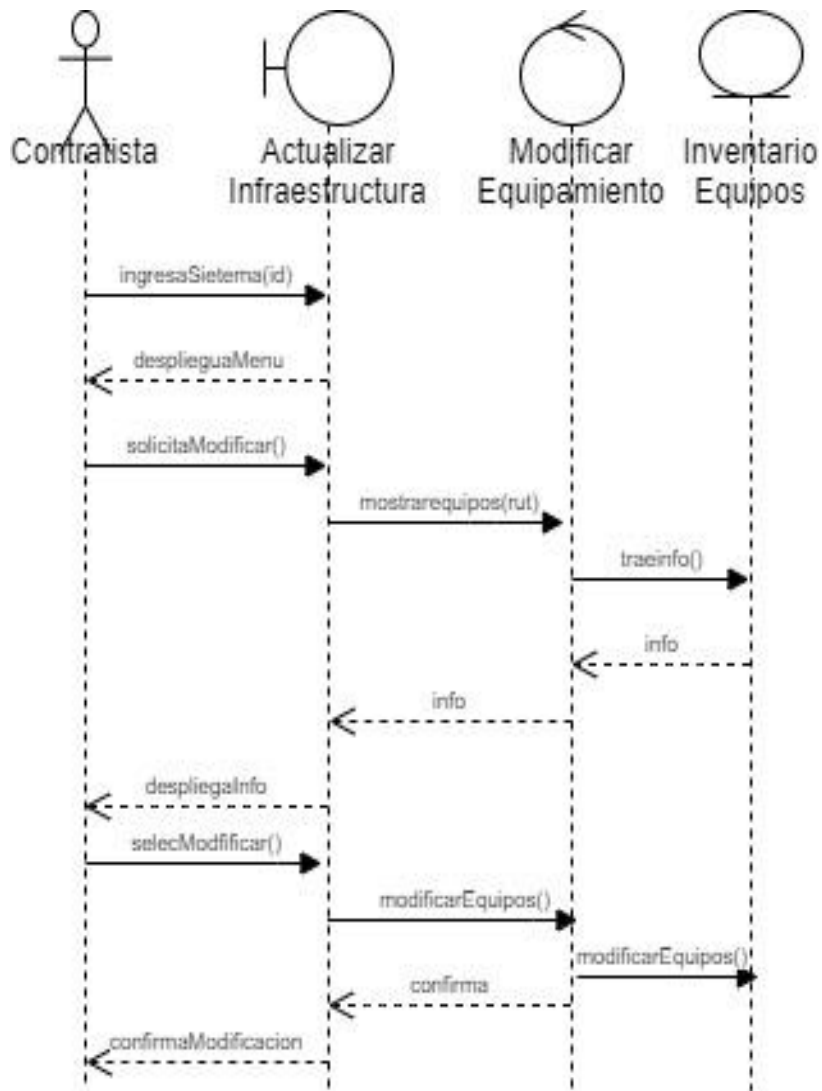 Contratista
Actualizar
Infraestructura
Modificar
Equipamiento
Inventario
Equipos
ingresaSietema(id)
desplieguaMenu
solicitaModificar()
mostrarequipos(rut)
traeinfo()
info
info
despliegaInfo
selecModfificar()
modificarEquipos()
modificarEquipos()
confirma
confirmaModificacion